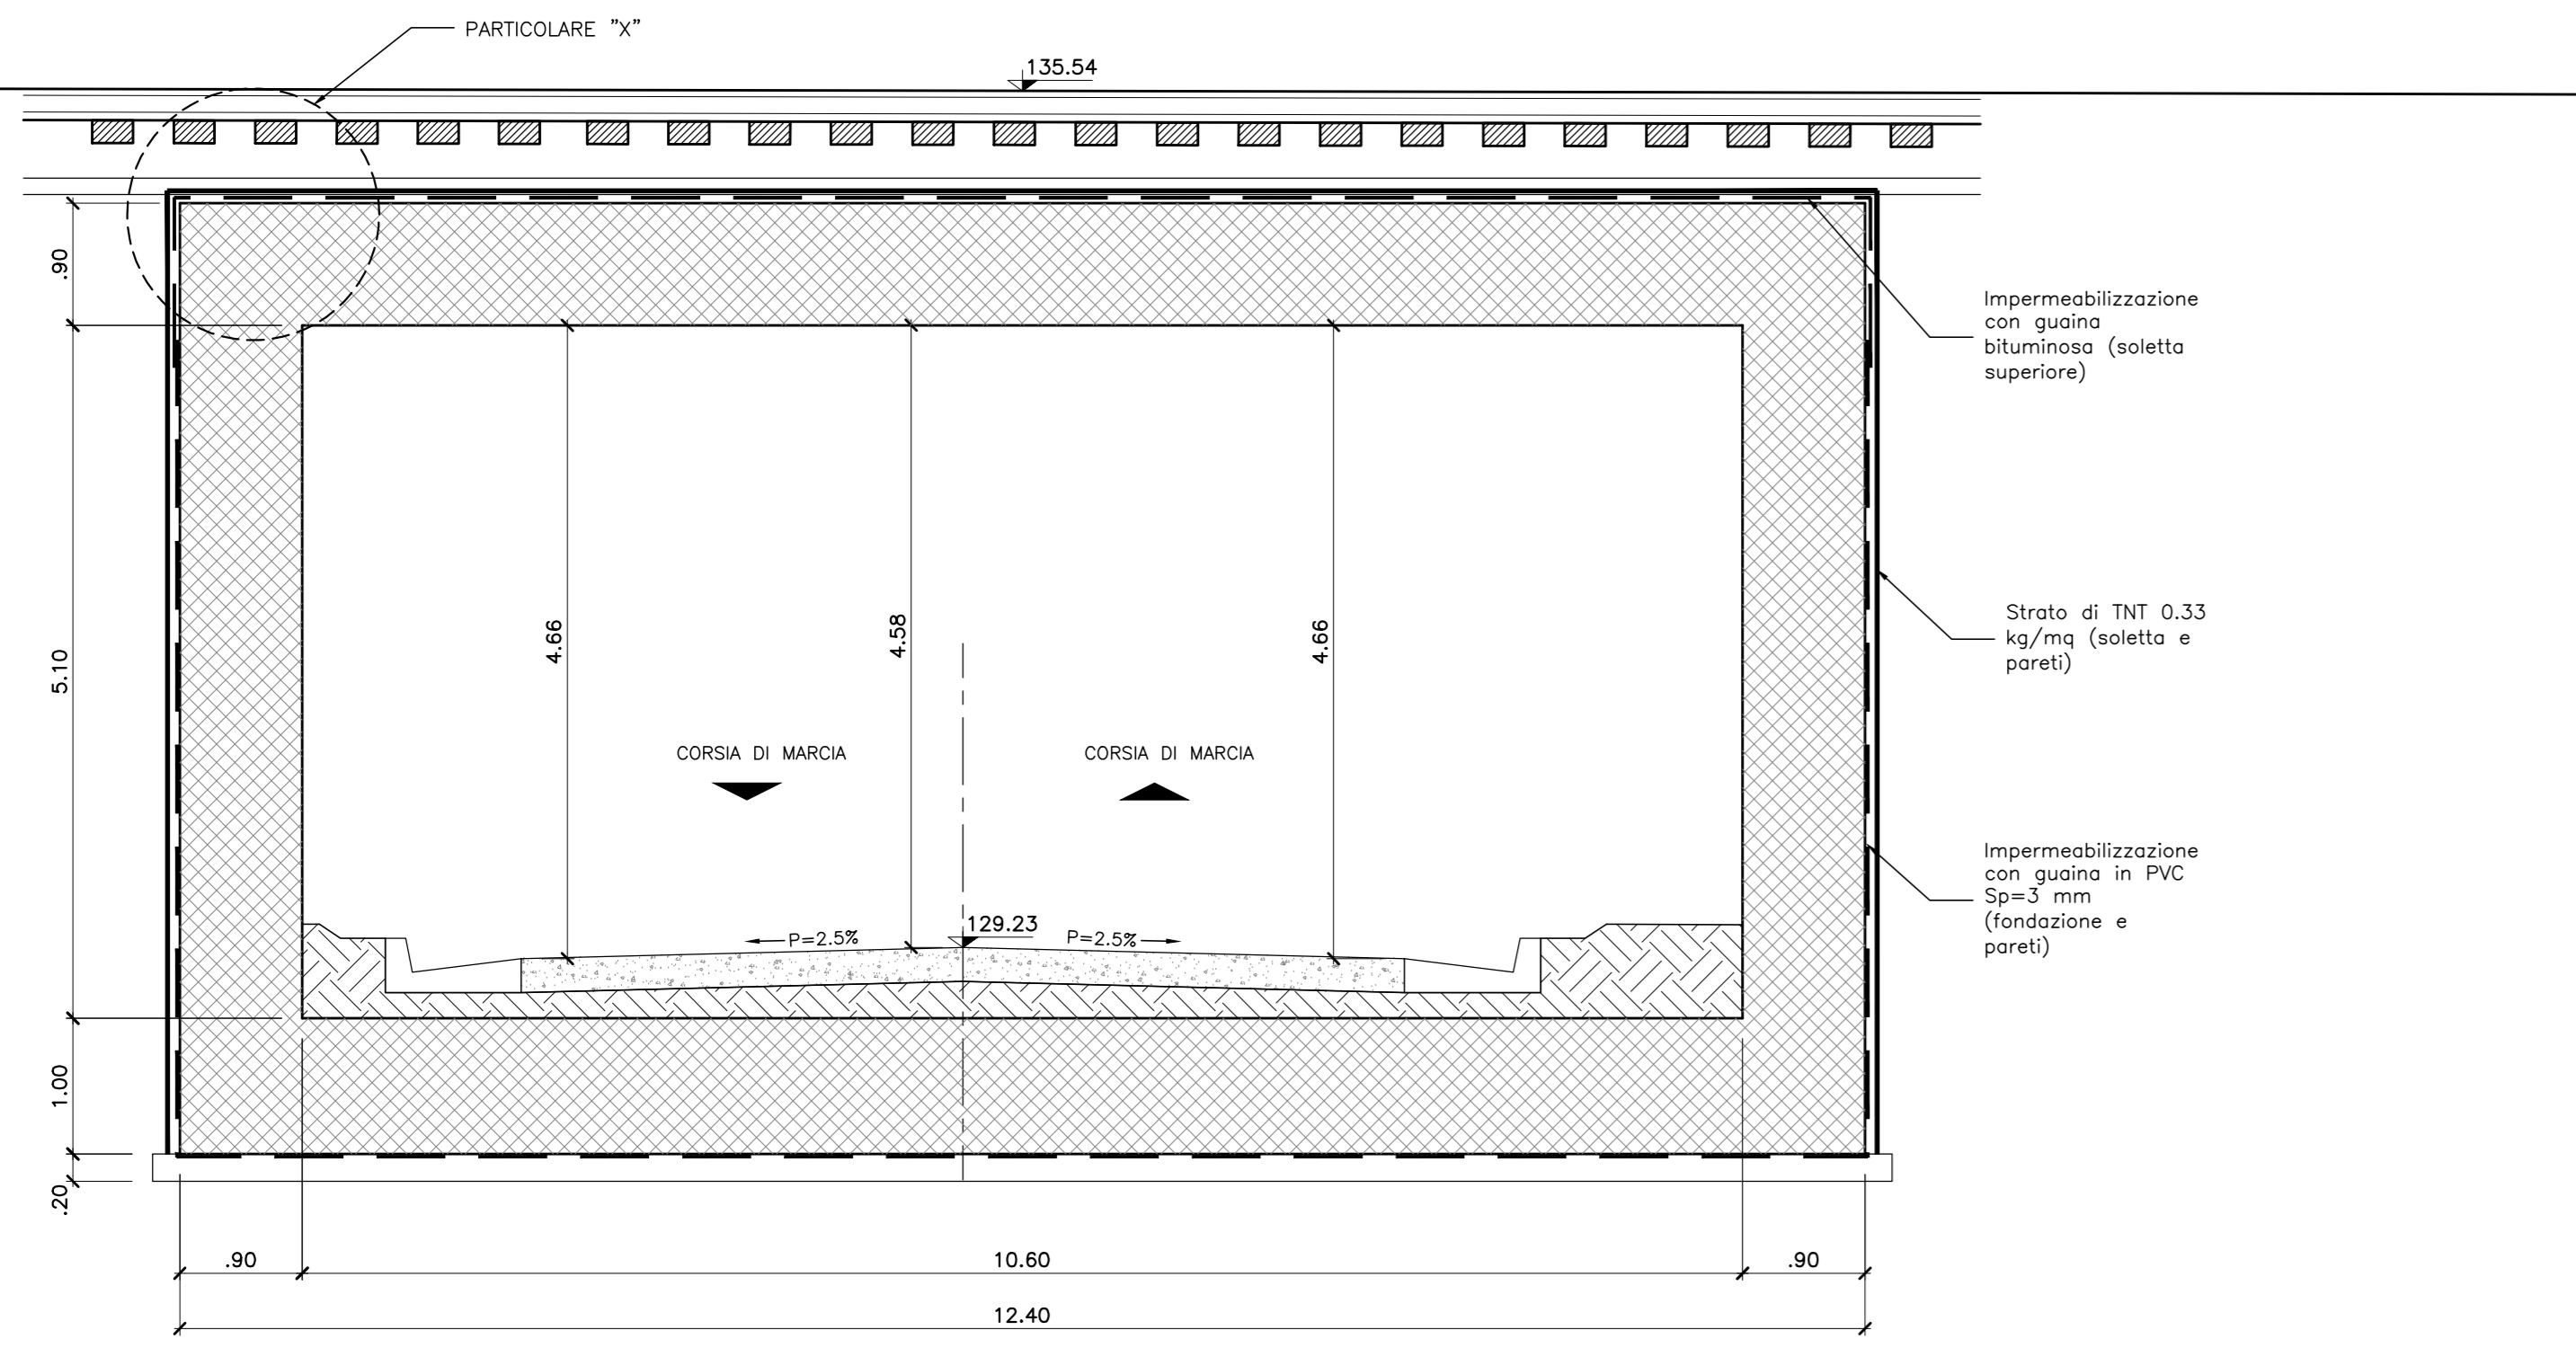 PARTICOLARE "X"
135.54
.90
Impermeabilizzazione
con guaina
bituminosa (soletta
superiore)
5.10
4.66
4.58
4.66
Strato di TNT 0.33
kg/mq (soletta e
pareti)
CORSIA DI MARCIA
CORSIA DI MARCIA
Impermeabilizzazione
con guaina in PVC
Sp=3 mm
(fondazione e
pareti)
129.23
P=2.5%
P=2.5%
1.00
.20
.90
10.60
.90
12.40